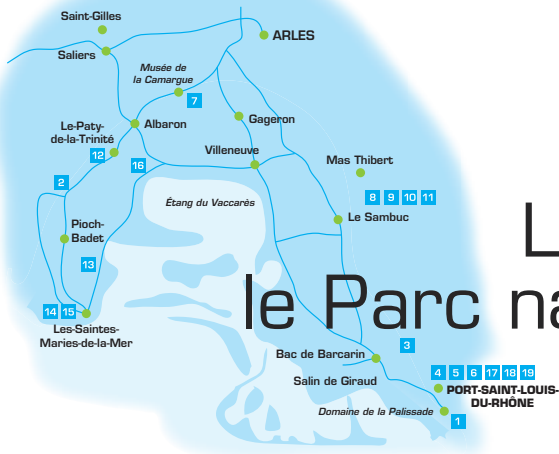 Saint-Gilles
ARLES
Saliers
Musée de
la Camargue
7
Albaron
Gageron
Le-Paty-
de-la-Trinité
12
16
Villeneuve
Mas Thibert
2
8 9 10 11
Étang du Vaccarès
Le Sambuc
Pioch-
Badet
13
L
le Parc na
14 15
Les-Saintes-
Maries-de-la-Mer
3
Bac de Barcarin
Salin de Giraud
4 5 6 17 18 19
PORT-SAINT-LOUIS-
DU-RHÔNE
Domaine de la Palissade
1